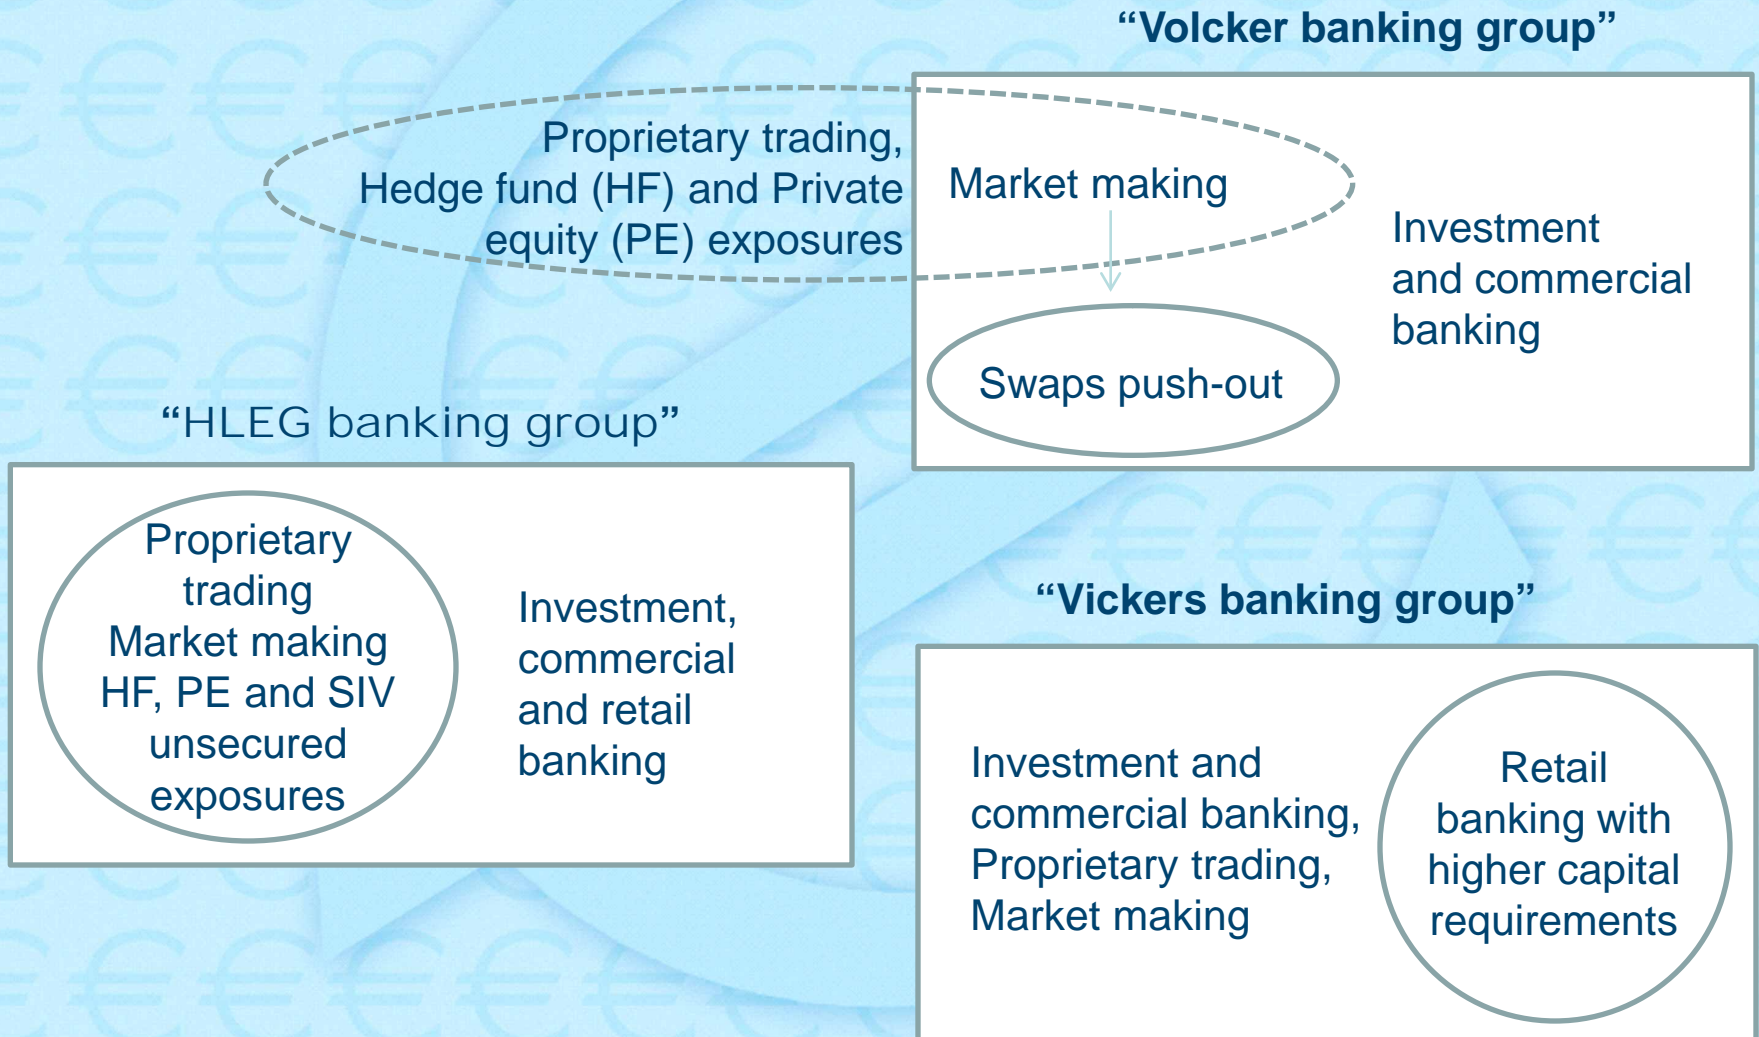 “Volcker banking group”
Proprietary trading,
Hedge fund (HF) and Private
equity (PE) exposures
Market making
Investment
and commercial
banking
Swaps push-out
“HLEG banking group”
Proprietary
trading
Market making
HF, PE and SIV
unsecured
exposures
Investment,
commercial
and retail
banking
“Vickers banking group”
Investment and
commercial banking,
Proprietary trading,
Market making
Retail
banking with
higher capital
requirements